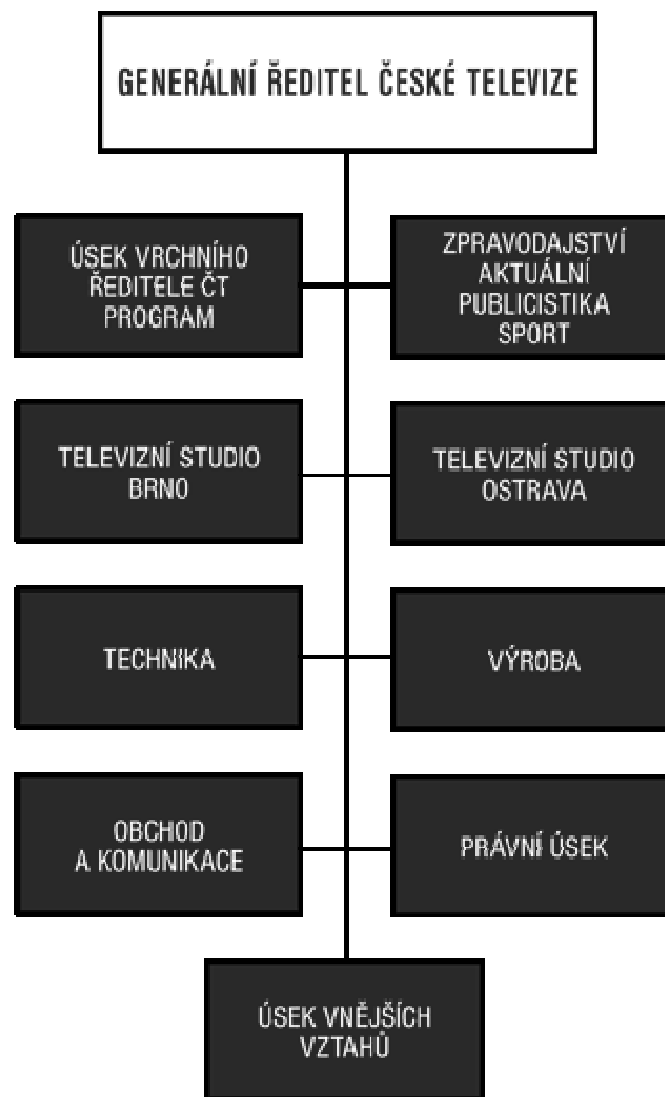 GENERÁLNÍ ŘEDITEL ČESKÉ TELEVIZE
ÚSEK VRCHNÍHO
ŘEDITELE ČT
PROGRAM
ZPRAVODAJSTVÍ
AKTUÁLNÍ
PUBLICISTIKA
SPORT
TELEVIZNÍ STUDIO
BRNO
TELEVIZNÍ STUDIO
OSTRAVA
TECHNIKA
VÝROBA
OBCHOD
A KOMUNIKACE
PRÁVNÍ ÚSEK
ÚSEK VNĚJŠÍCH
VZTAHŮ